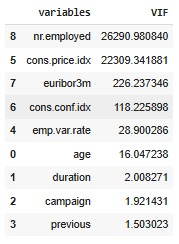 variables VIF
8 nr.employed 26290.980840
5 cons.price.idx 22309.341881
7 euribor3m 226.237346
6 cons.conf.idx 118.225898
4 emp.var.rate 28.900286
0 age 16.047238
1 duration 2.008271
2 campaign 1.921431
3 previous 1.503023